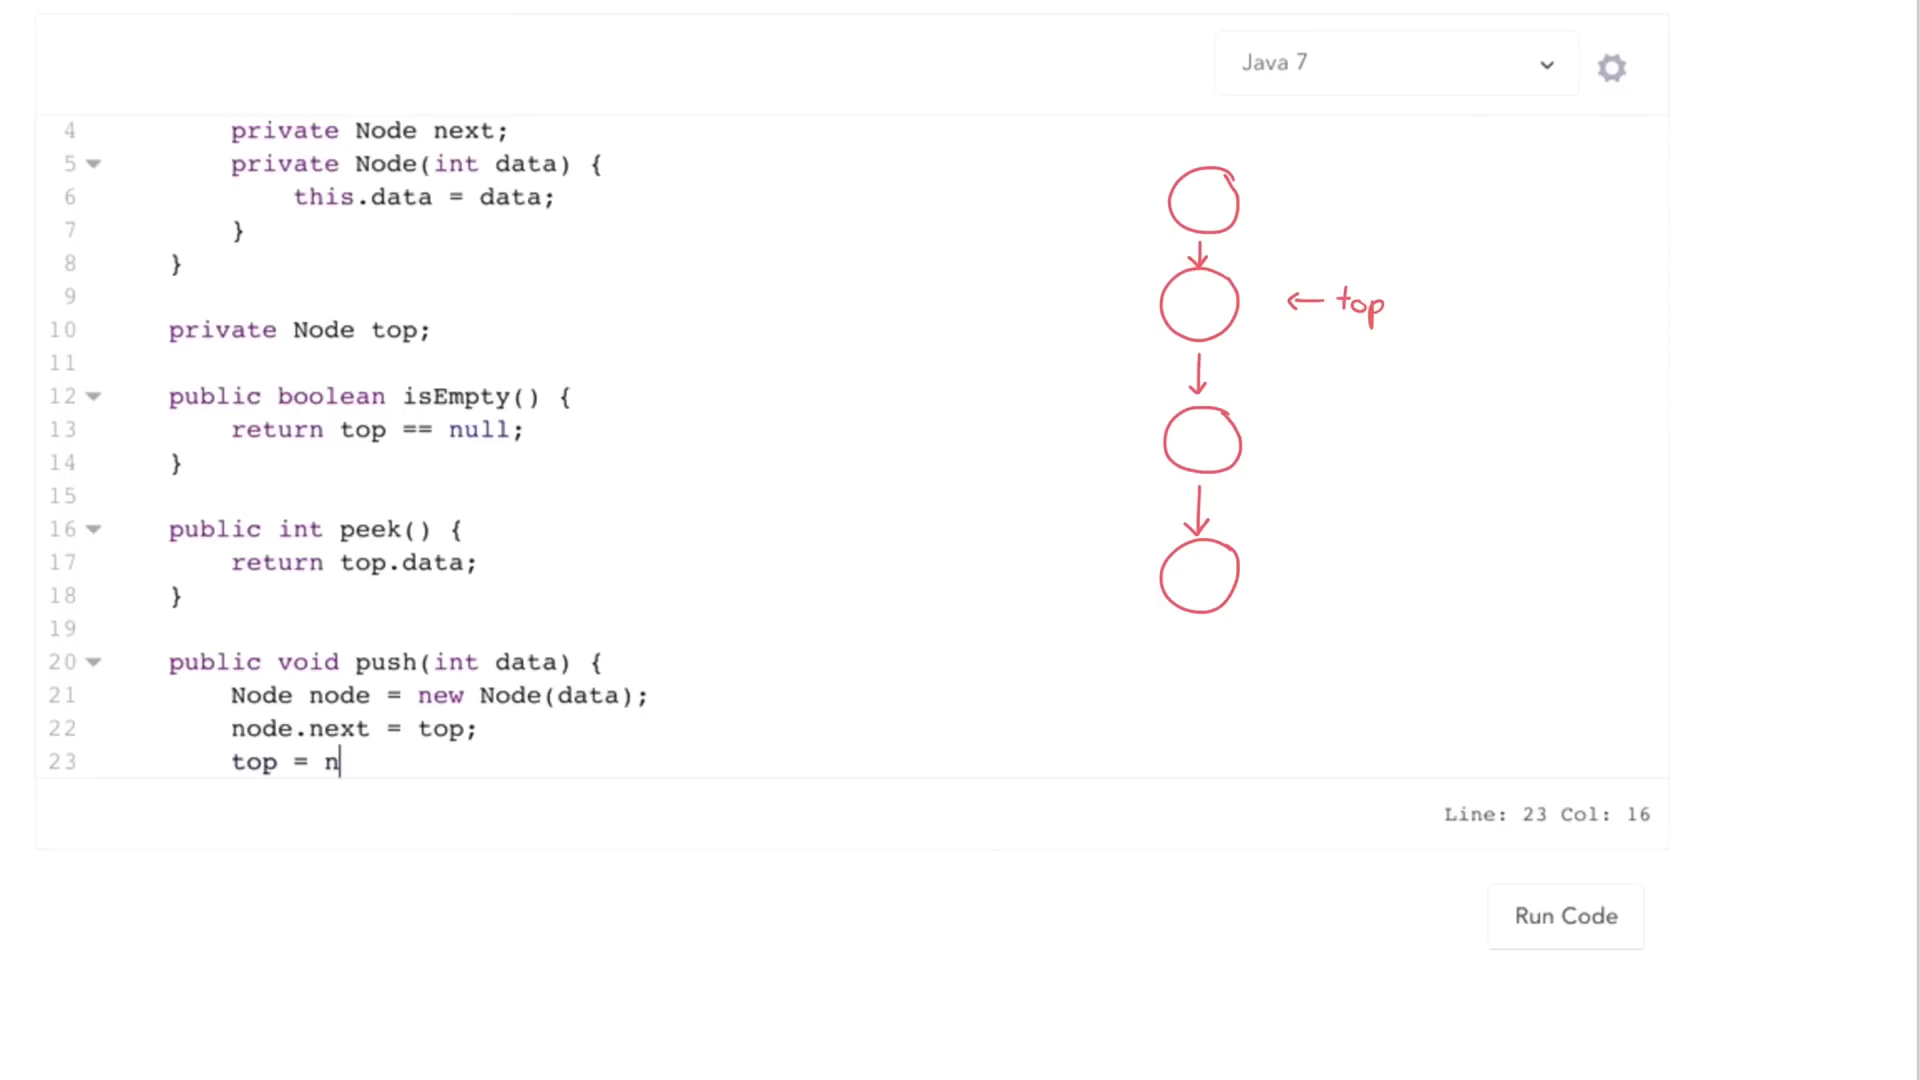 Java 7
4 private Node next;
5 private Node(int data) {
6 this.data = data;
7 }
8 }
9
10 private Node top;
11
12 public boolean isEmpty() {
13 return top == null;
14 }
15
16 public int peek() {
17 return top.data;
18 }
19
20 public void push(int data) {
21 Node node = new Node(data);
22 node.next = top;
23 top = n
← top
Line: 23 Col: 16
Run Code